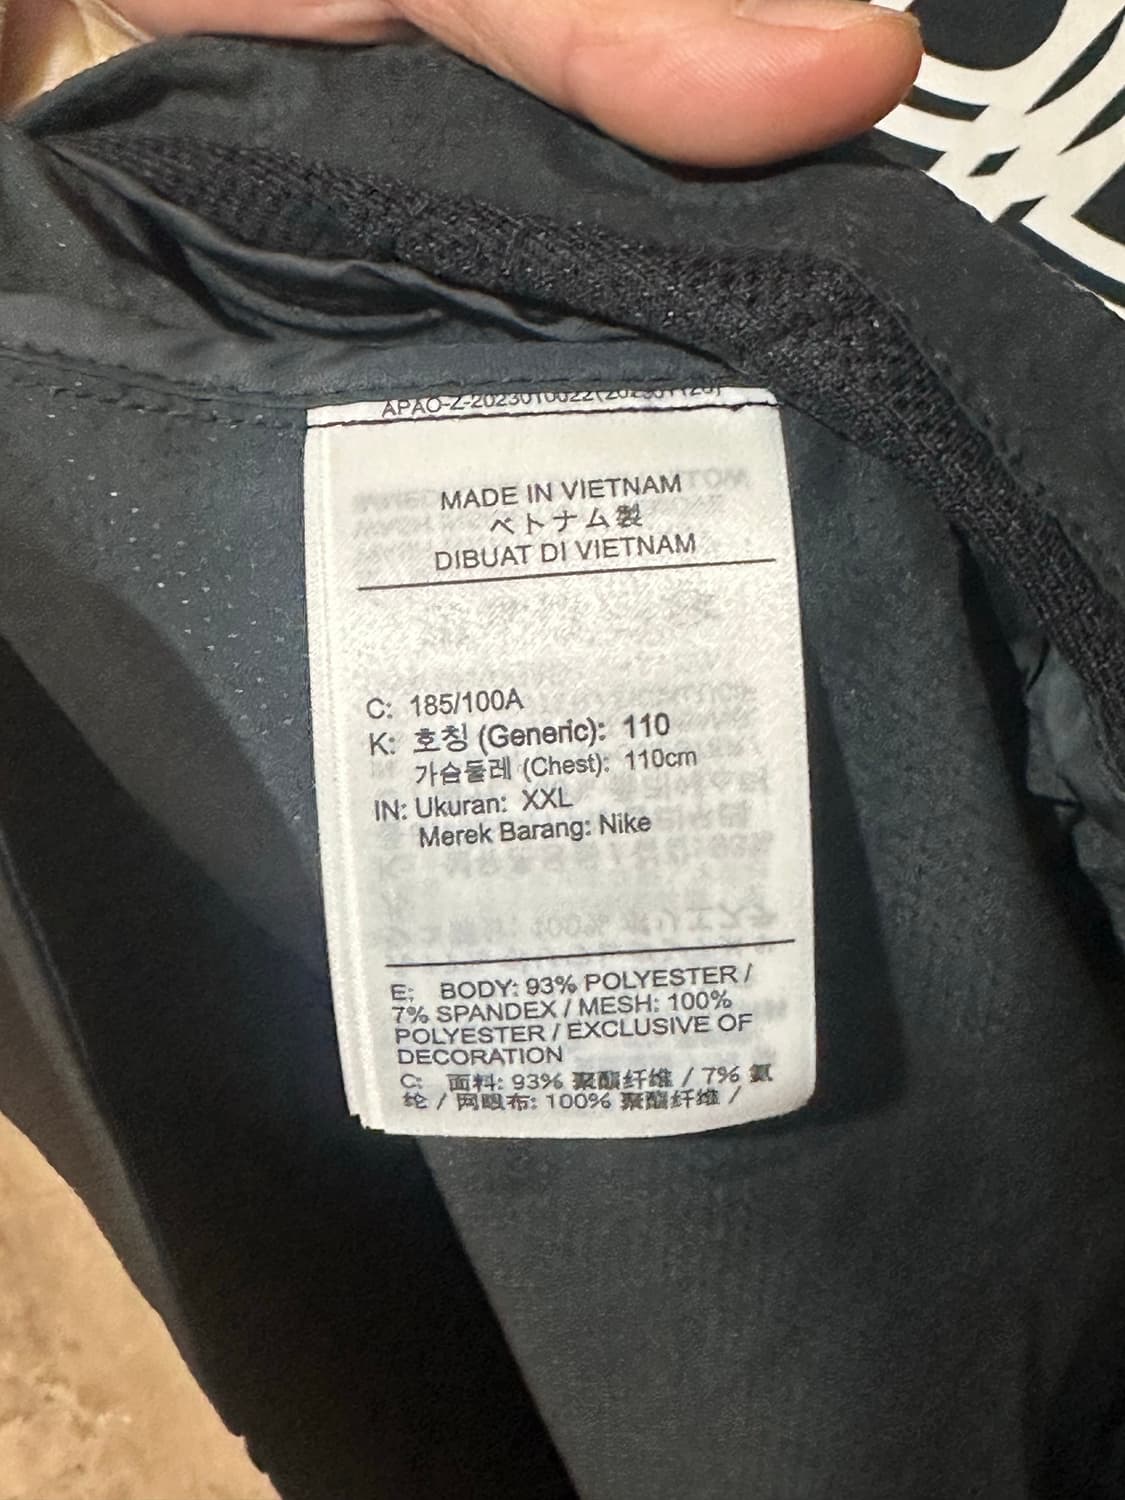 APAO-Z-2023010022(20230112
MADE IN VIETNAM
ベトナム製
DIBUAT DI VIETNAM
C: 185/100A
K: 호칭 (Generic): 110
가슴둘레 (Chest): 110cm
IN: Ukuran: XXL
Merek Barang: Nike
E: BODY: 93% POLYESTER /
7% SPANDEX / MESH: 100%
POLYESTER / EXCLUSIVE OF
DECORATION
C: 面料: 93% 聚酯纤维 / 7% 氨
纶 / 网眼布: 100% 聚酯纤维 /